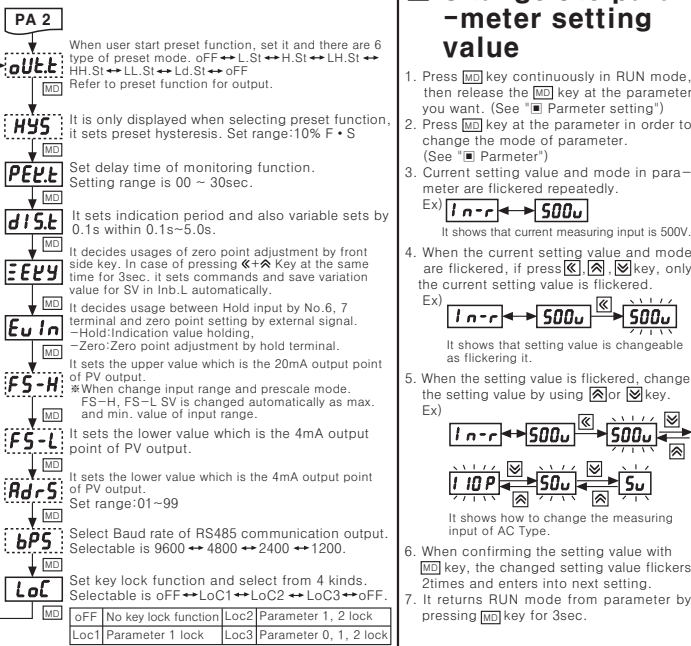 PA 2
oUt.t
When user start preset function, set it and there are 6
type of preset mode. oFF↔L.St↔H.St↔LH.St↔
HH.St↔LL.St↔Ld.St↔oFF
Refer to preset function for output.
MD
HYS
It is only displayed when selecting preset function,
it sets preset hysteresis. Set range:10% F • S
MD
PEK.t
Set delay time of monitoring function.
Setting range is 00 ~ 30sec.
MD
dIS.t
It sets indication period and also variable sets by
0.1s within 0.1s~5.0s.
MD
It decides usages of zero point adjustment by front
side key. In case of pressing «+︽ Key at the same
time for 3sec. it sets commands and save variation
value for SV in Inb.L automatically.
MD
EuIn
It decides usage between Hold input by No.6, 7
terminal and zero point setting by external signal.
-Hold:Indication value holding,
-Zero:Zero point adjustment by hold terminal.
MD
FS-H
It sets the upper value which is the 20mA output point
of PV output.
※When change input range and prescale mode.
FS-H, FS-L SV is changed automatically as max.
and min. value of input range.
MD
FS-L
It sets the lower value which is the 4mA output
point of PV output.
MD
AdrS
It sets the lower value which is the 4mA output point
of PV output.
Set range:01~99
MD
bPS
Select Baud rate of RS485 communication output.
Selectable is 9600 ↔ 4800 ↔ 2400 ↔ 1200.
MD
LoC
Set key lock function and select from 4 kinds.
Selectable is oFF↔LoC1↔LoC2 ↔ LoC3↔oFF.
MD
oFF No key lock function Loc2 Parameter 1, 2 lock
Loc1 Parameter 1 lock Loc3 Parameter 0, 1, 2 lock
-meter setting
value
1. Press MD key continuously in RUN mode,
then release the MD key at the parameter
you want. (See "▣ Parmeter setting")
2. Press MD key at the parameter in order to
change the mode of parameter.
(See "▣ Parmeter")
3. Current setting value and mode in para-
meter are flickered repeatedly.
Ex) In-r ↔ 500u
It shows that current measuring input is 500V.
4. When the current setting value and mode
are flickered, if press «, ︽, ︾ key, only
the current setting value is flickered.
Ex)
In-r ↔ 500u « 500u
It shows that setting value is changeable
as flickering it.
5. When the setting value is flickered, change
the setting value by using ︽ or ︾ key.
Ex)
In-r ↔ 500u « 500u ︾ ︽
110P ︾ ︽ 50u ︾ ︽ 5u
It shows how to change the measuring
input of AC Type.
6. When confirming the setting value with
MD key, the changed setting value flickers
2times and enters into next setting.
7. It returns RUN mode from parameter by
pressing MD key for 3sec.